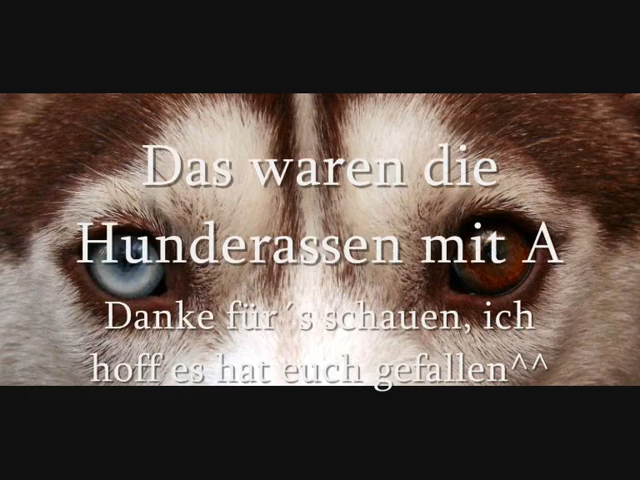 Das waren die
Hunderassen mit A
Danke für´s schauen, ich
hoff es hat euch gefallen^^